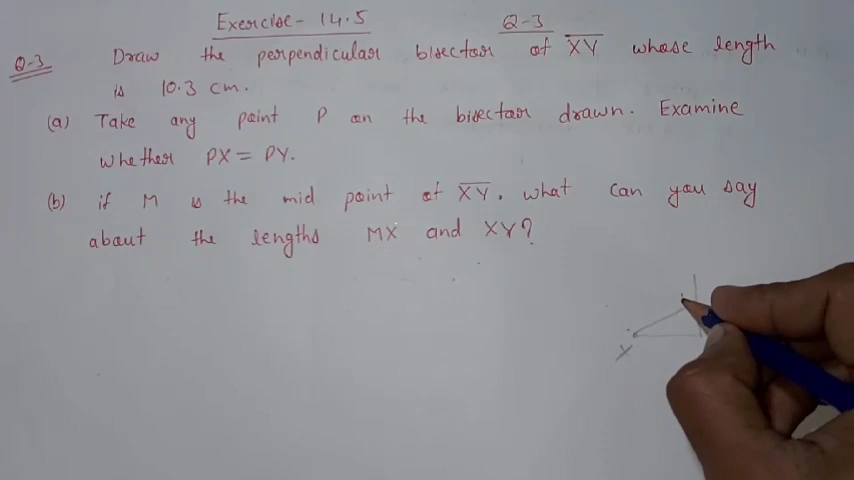 Exercise - 14.5 Q-3
Q-3 Draw the perpendicular bisector of XY whose length
is 10.3 cm.
(a) Take any point P on the bisector drawn. Examine
whether PX = PY.
(b) if M is the mid point of XY. what can you say
about the lengths MX and XY?
X